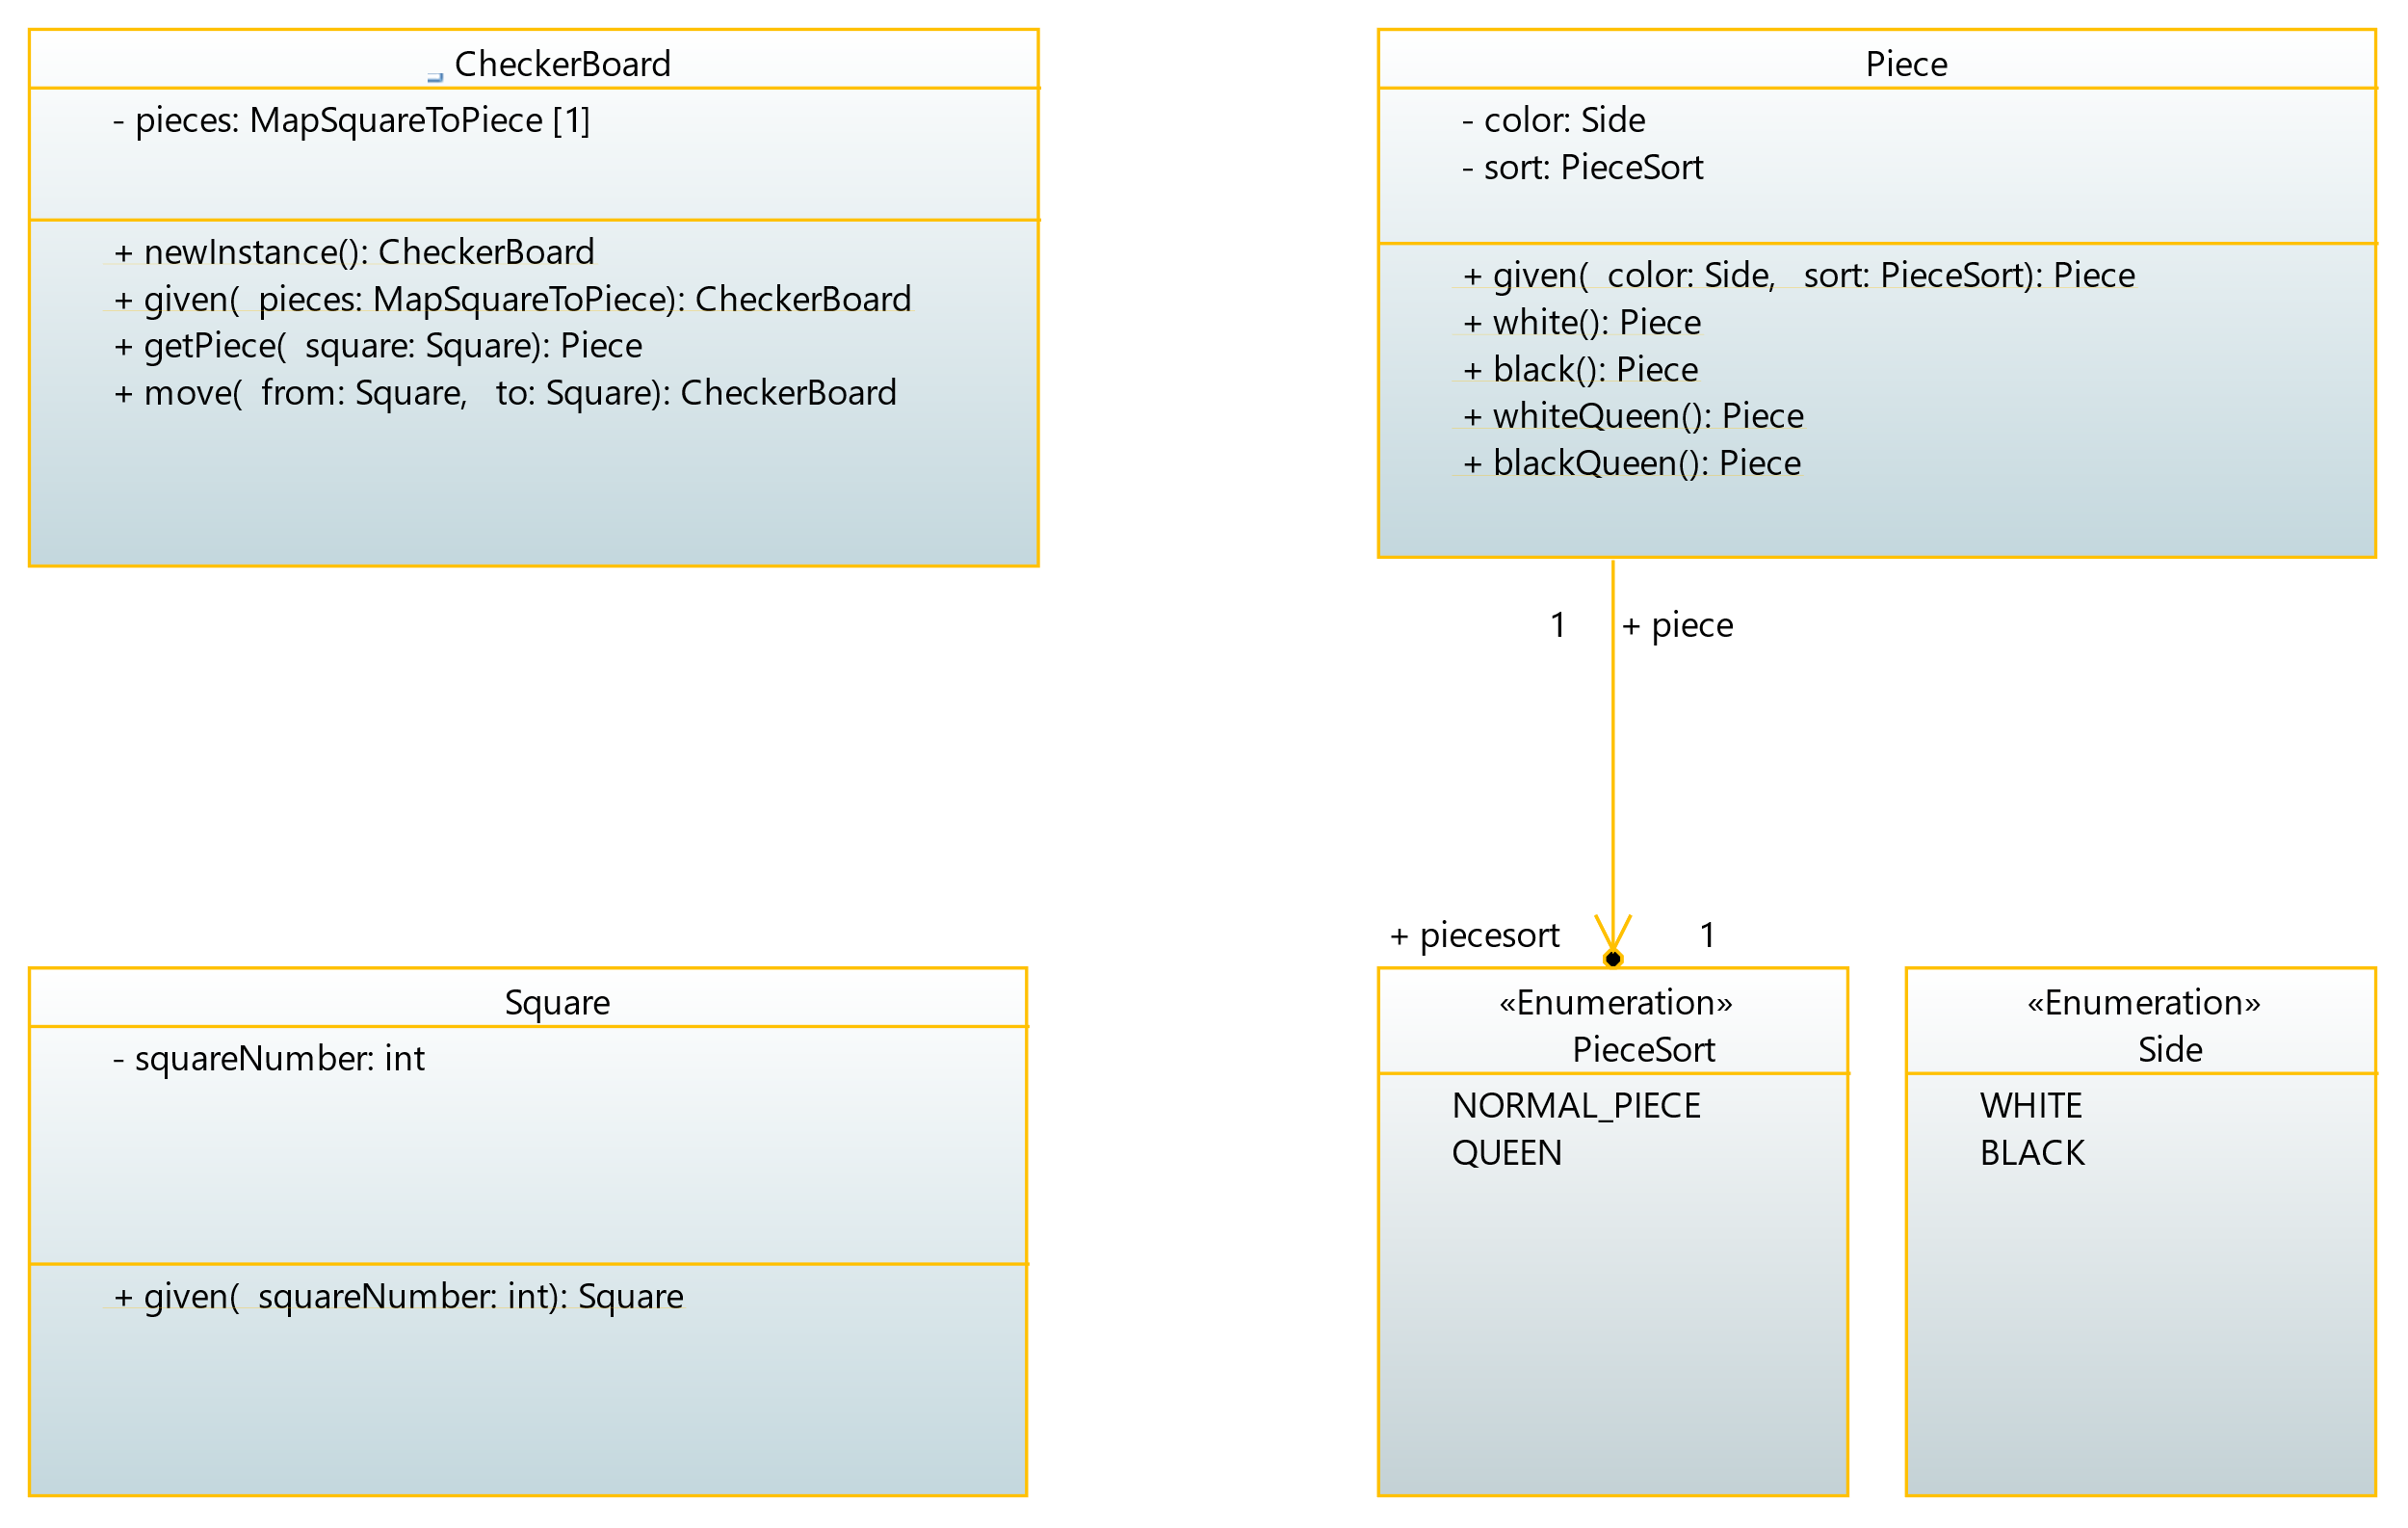 CheckerBoard
- pieces: MapSquareToPiece [1]
+ newInstance(): CheckerBoard
+ given( pieces: MapSquareToPiece): CheckerBoard
+ getPiece( square: Square): Piece
+ move( from: Square, to: Square): CheckerBoard
Piece
- color: Side
- sort: PieceSort
+ given( color: Side, sort: PieceSort): Piece
+ white(): Piece
+ black(): Piece
+ whiteQueen(): Piece
+ blackQueen(): Piece
1 + piece
+ piecesort 1
Square
- squareNumber: int
+ given( squareNumber: int): Square
«Enumeration»
PieceSort
NORMAL_PIECE
QUEEN
«Enumeration»
Side
WHITE
BLACK